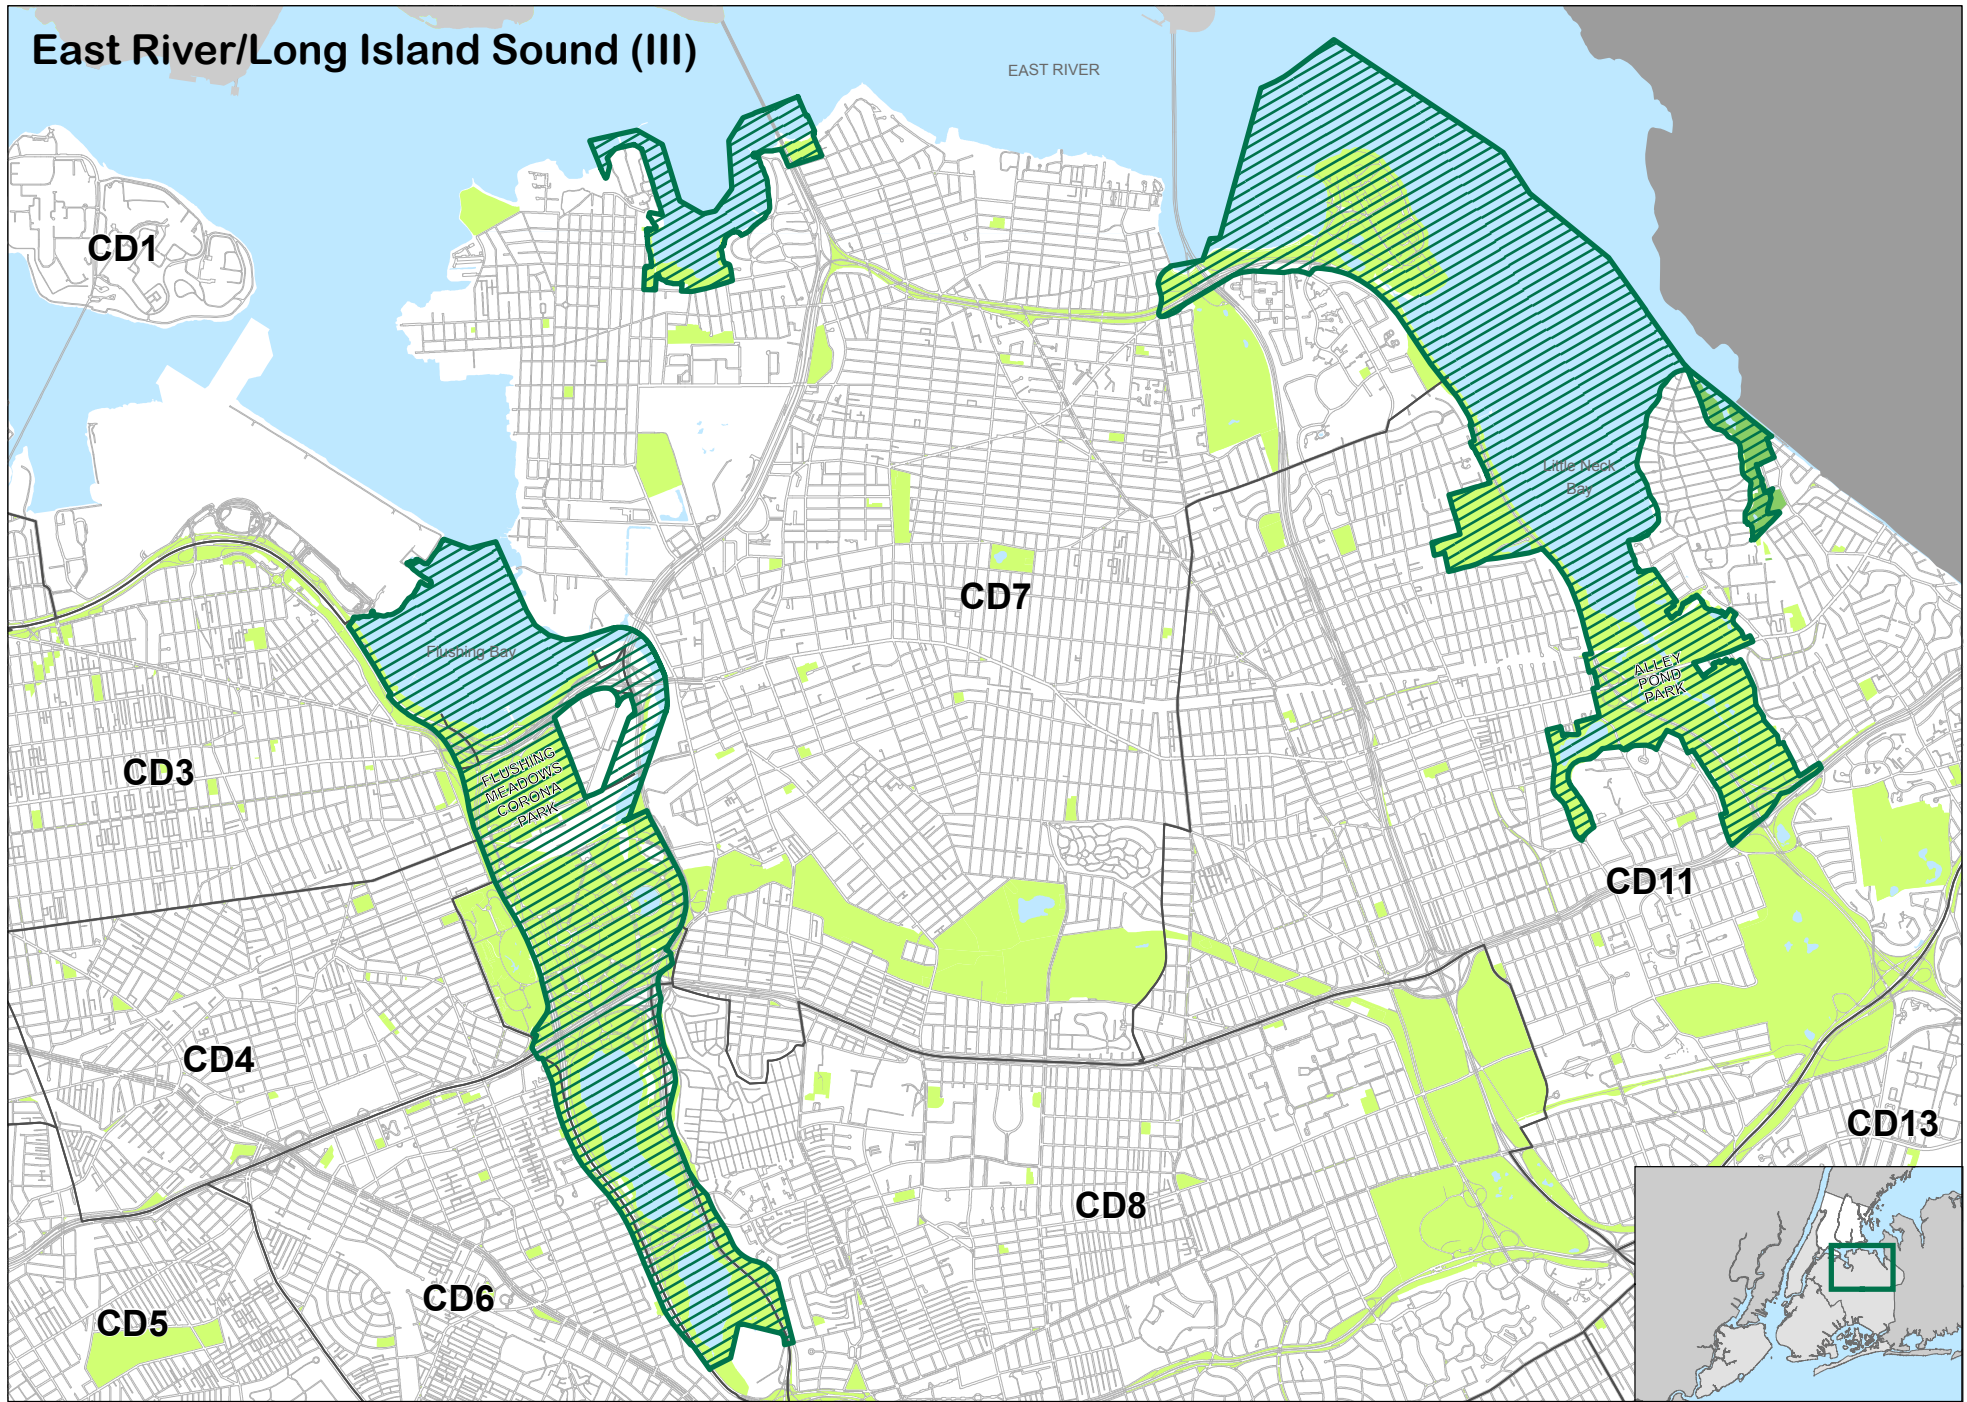 East River/Long Island Sound (III)
EAST RIVER
CD1
Little Neck
Bay
CD7
Flushing Bay
ALLEY
POND
PARK
FLUSHING
MEADOWS
CORONA
PARK
CD3
CD11
CD4
CD13
CD8
CD6
CD5